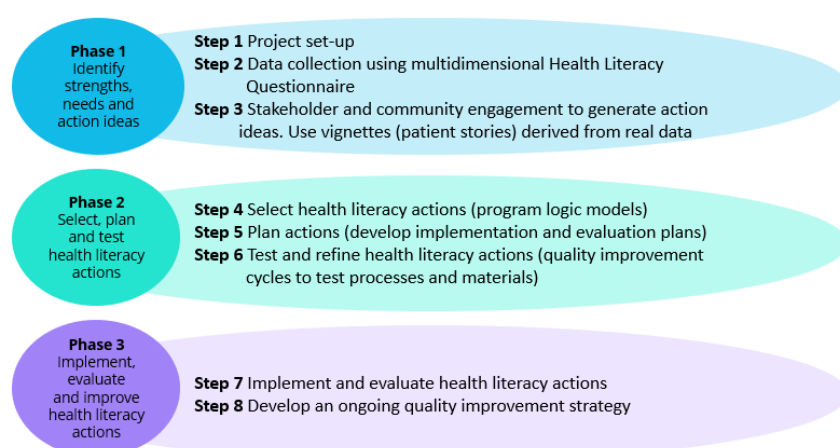 Phase 1
Identify
strengths,
needs and
action ideas
Step 1 Project set-up
Step 2 Data collection using multidimensional Health Literacy
Questionnaire
Step 3 Stakeholder and community engagement to generate action
ideas. Use vignettes (patient stories) derived from real data
Phase 2
Select, plan
and test
health literacy
actions
Step 4 Select health literacy actions (program logic models)
Step 5 Plan actions (develop implementation and evaluation plans)
Step 6 Test and refine health literacy actions (quality improvement
cycles to test processes and materials)
Phase 3
Implement,
evaluate
and improve
health literacy
actions
Step 7 Implement and evaluate health literacy actions
Step 8 Develop an ongoing quality improvement strategy